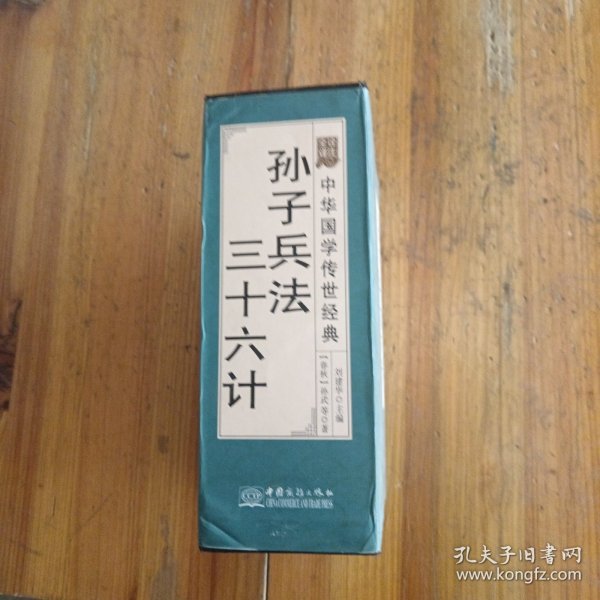 中华国学传世经典
孙子兵法
三十六计
刘建华◎主编
【春秋】孙武等◎著
CCTP
中国商务出版社
CHINA COMMERCE AND TRADE PRESS
孔夫子旧书网
www.kongfz.com